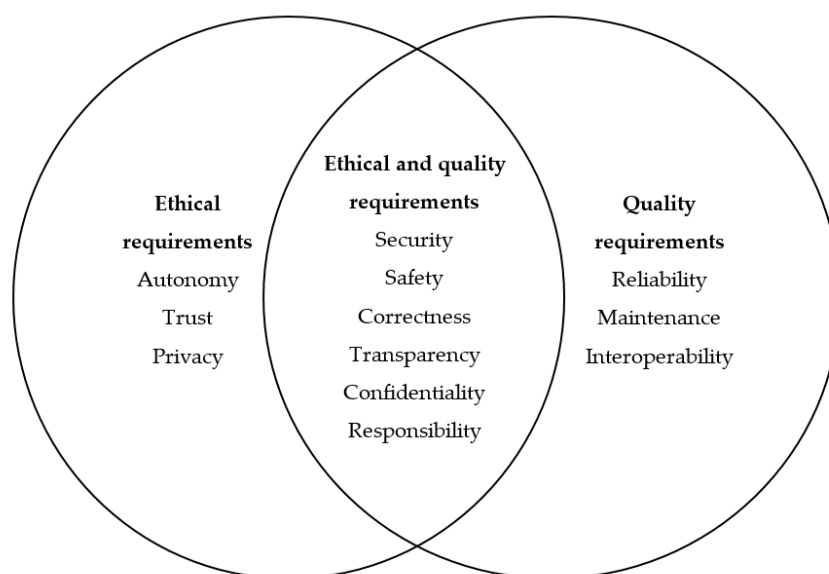 Ethical
requirements
Autonomy
Trust
Privacy
Ethical and quality
requirements
Security
Safety
Correctness
Transparency
Confidentiality
Responsibility
Quality
requirements
Reliability
Maintenance
Interoperability